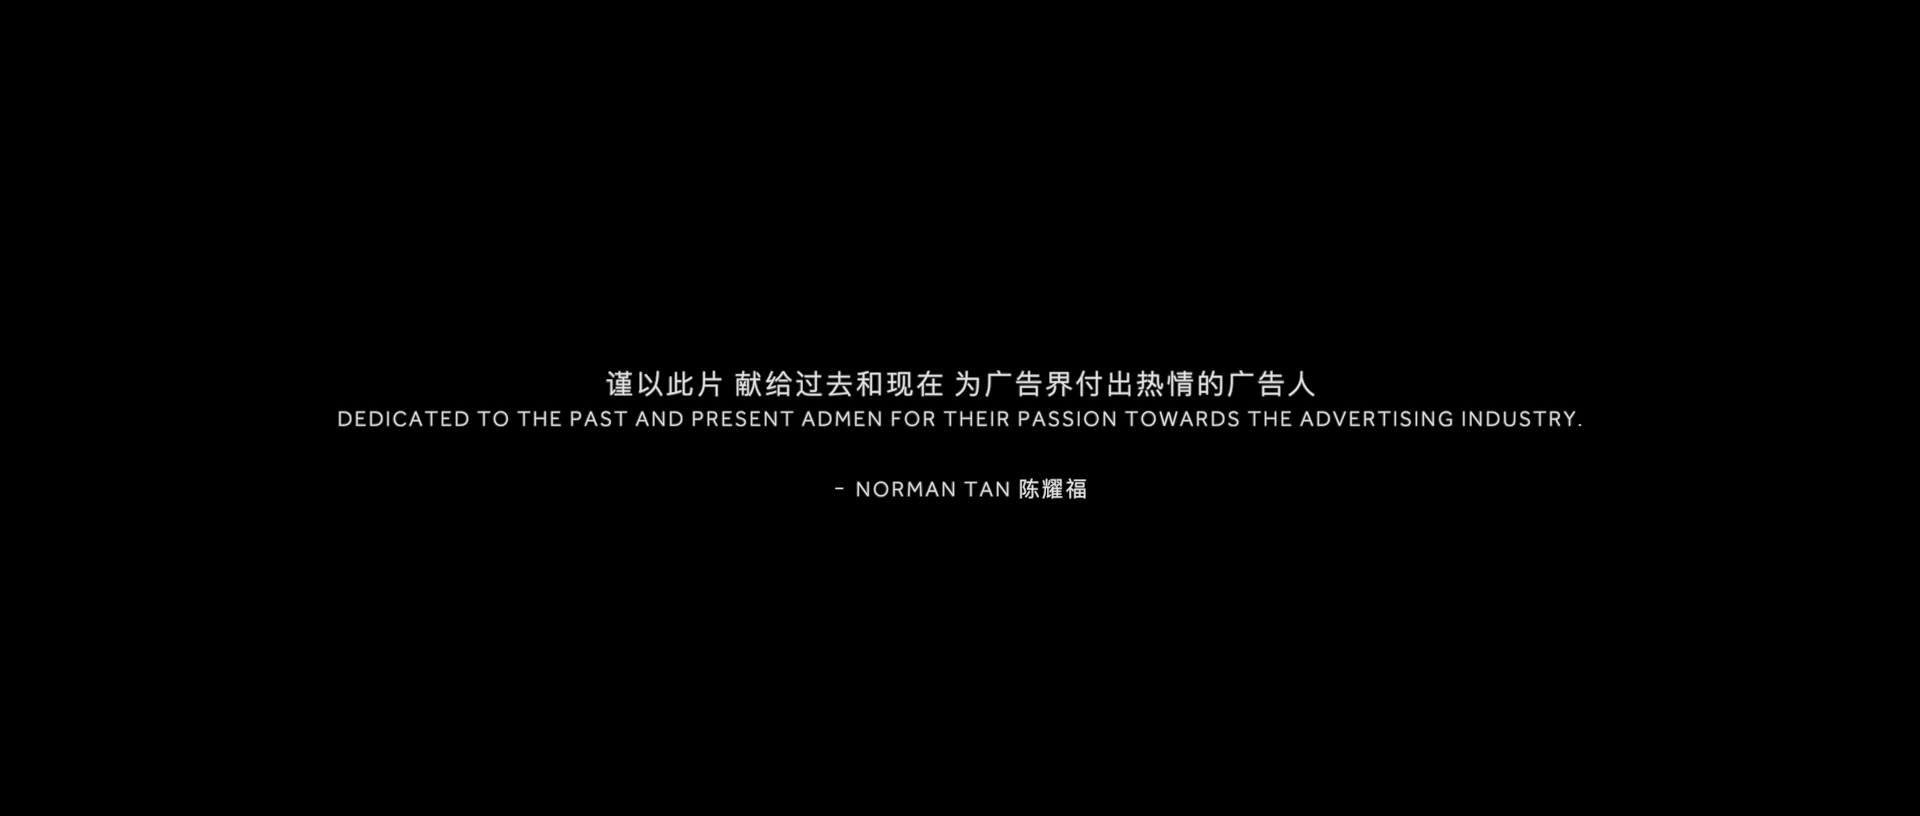 谨以此片 献给过去和现在 为广告界付出热情的广告人
DEDICATED TO THE PAST AND PRESENT ADMEN FOR THEIR PASSION TOWARDS THE ADVERTISING INDUSTRY.
- NORMAN TAN 陈耀福